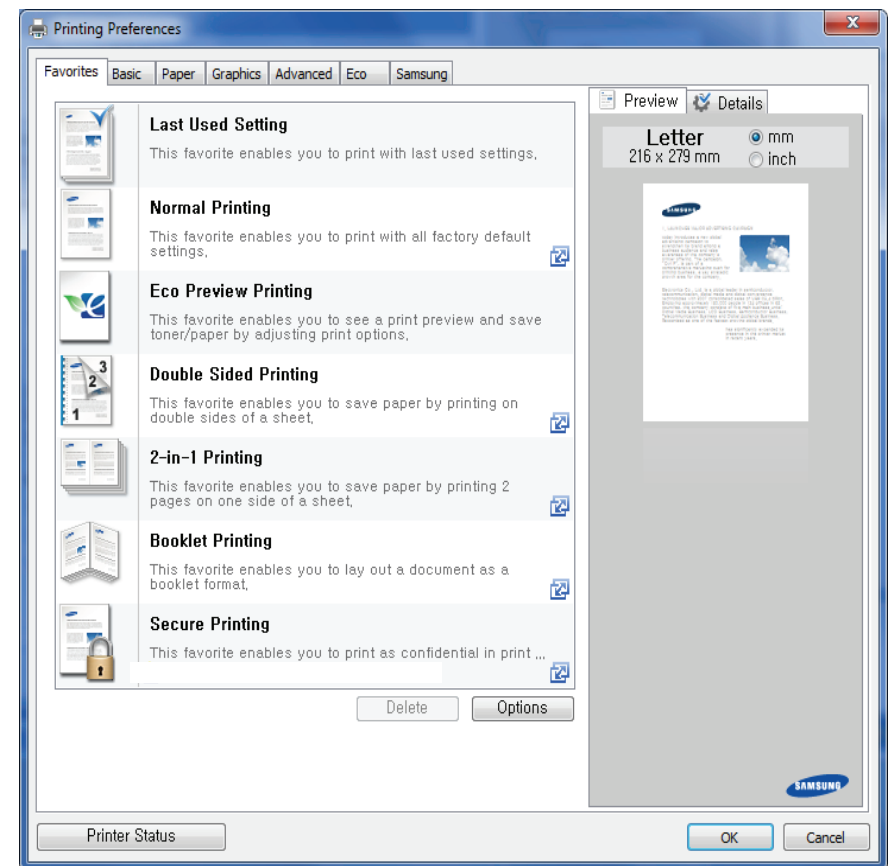 Printing Preferences
X
Favorites Basic Paper Graphics Advanced Eco Samsung
Last Used Setting
This favorite enables you to print with last used settings,
Normal Printing
This favorite enables you to print with all factory default
settings,
Eco Preview Printing
This favorite enables you to see a print preview and save
toner/paper by adjusting print options,
3
2
1
Double Sided Printing
This favorite enables you to save paper by printing on
double sides of a sheet,
2-in-1 Printing
This favorite enables you to save paper by printing 2
pages on one side of a sheet,
Booklet Printing
This favorite enables you to lay out a document as a
booklet format,
Secure Printing
This favorite enables you to print as confidential in print ...
Delete Options
Preview Details
Letter
216 x 279 mm
mm
inch
SAMSUNG
SAMSUNG
Printer Status OK Cancel